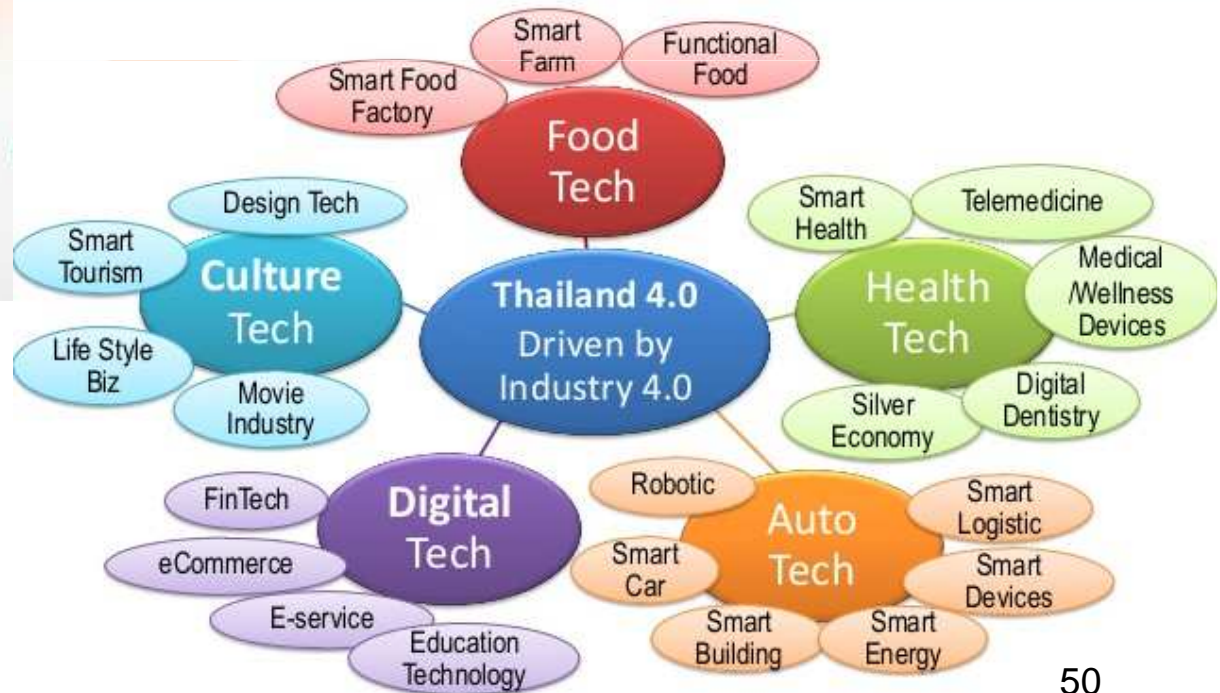 Smart
Farm
Functional
Food
Smart Food
Factory
Food
Tech
Design Tech
Smart
Tourism
Culture
Tech
Life Style
Biz
Movie
Industry
Thailand 4.0
Driven by
Industry 4.0
Smart
Health
Telemedicine
Medical
/Wellness
Devices
Health
Tech
Digital
Dentistry
Silver
Economy
FinTech
Digital
Tech
eCommerce
E-service
Education
Technology
Robotic
Auto
Tech
Smart
Logistic
Smart
Car
Smart
Devices
Smart
Building
Smart
Energy
50